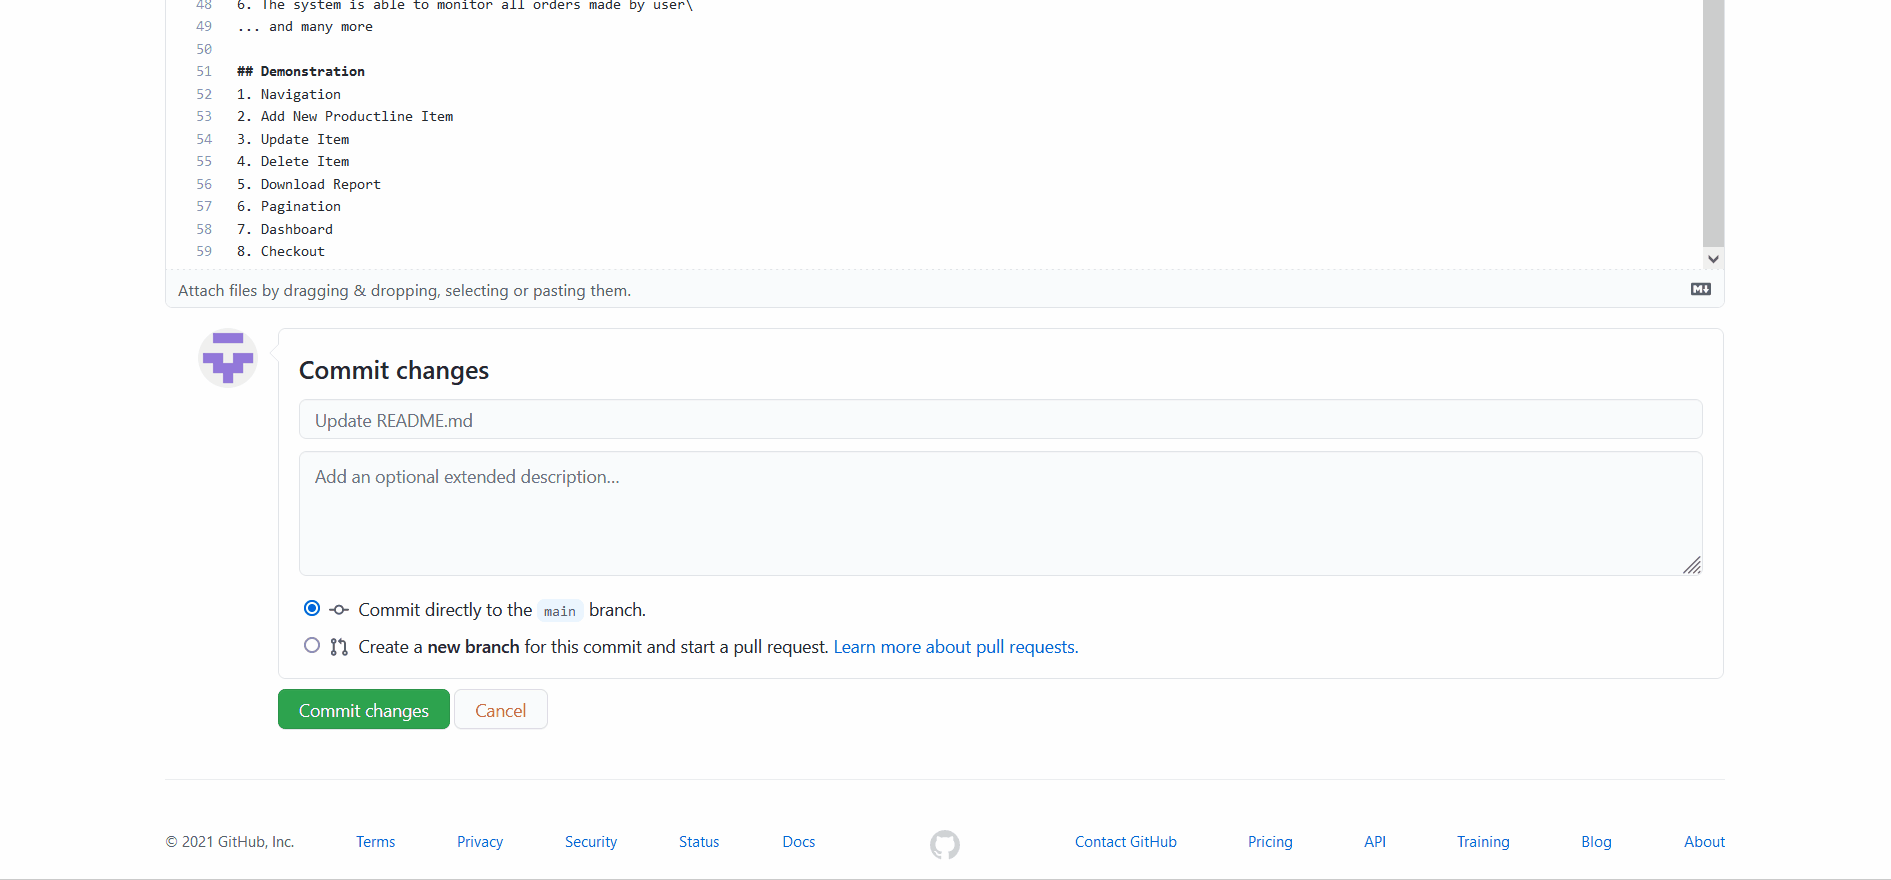 48 6. The system is able to monitor all orders made by user\
49 ... and many more
50
51 ## Demonstration
52 1. Navigation
53 2. Add New Productline Item
54 3. Update Item
55 4. Delete Item
56 5. Download Report
57 6. Pagination
58 7. Dashboard
59 8. Checkout
Attach files by dragging & dropping, selecting or pasting them.
Commit changes
Update README.md
Add an optional extended description...
Commit directly to the main branch.
Create a new branch for this commit and start a pull request. Learn more about pull requests.
Commit changes Cancel
© 2021 GitHub, Inc. Terms Privacy Security Status Docs Contact GitHub Pricing API Training Blog About